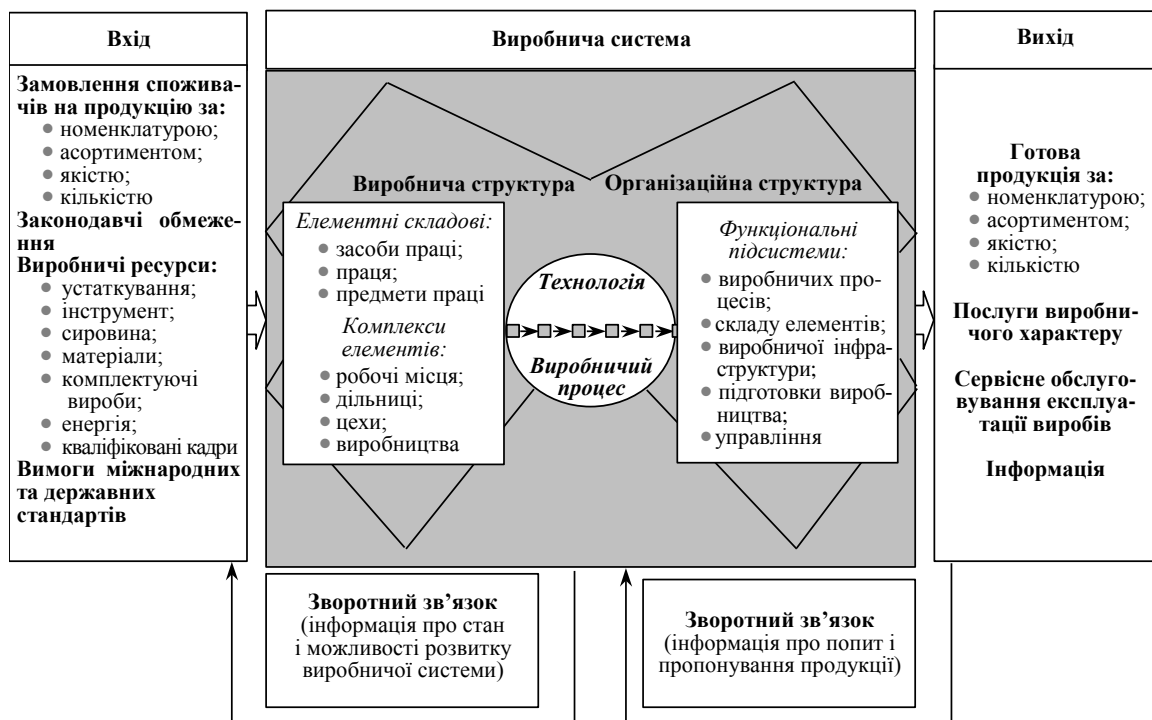 Вхід
Замовлення спожива-
чів на продукцію за:
номенклатурою;
асортиментом;
якістю;
кількістю
Законодавчі обмеже-
ння
Виробничі ресурси:
устаткування;
інструмент;
сировина;
матеріали;
комплектуючі
вироби;
енергія;
кваліфіковані кадри
Вимоги міжнародних
та державних
стандартів
Виробнича система
Виробнича структура
Елементні складові:
засоби праці;
праця;
предмети праці
Комплекси
елементів:
робочі місця;
дільниці;
цехи;
виробництва
Технологія
Виробничий
процес
Організаційна структура
Функціональні
підсистеми:
виробничих про-
цесів;
складу елементів;
виробничої інфра-
структури;
підготовки вироб-
ництва;
управління
Вихід
Готова
продукція за:
номенклатурою;
асортиментом;
якістю;
кількістю
Послуги виробни-
чого характеру
Сервісне обслуго-
вування експлуа-
тації виробів
Інформація
Зворотний зв’язок
(інформація про стан
і можливості розвитку
виробничої системи)
Зворотний зв’язок
(інформація про попит і
пропонування продукції)